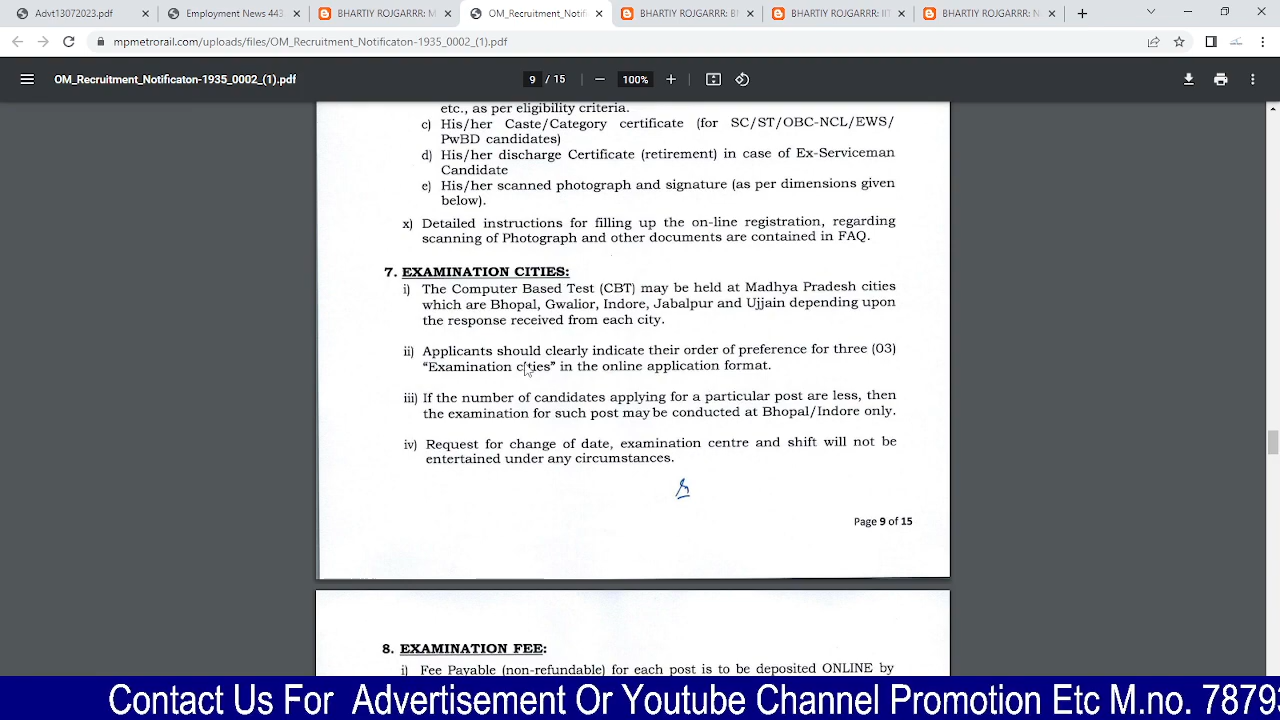 Advt13072023.pdf
Employment News 443
BHARTIY ROJGARRR: M
OM_Recruitment_Notifi
BHARTIY ROJGARRR: B
BHARTIY ROJGARRR: II
BHARTIY ROJGARRR: N
mpmetrorail.com/uploads/files/OM_Recruitment_Notificaton-1935_0002_(1).pdf
OM_Recruitment_Notificaton-1935_0002_(1).pdf
9 / 15
100%
etc., as per eligibility criteria.
c) His/her Caste/Category certificate (for SC/ST/OBC-NCL/EWS/
PwBD candidates)
d) His/her discharge Certificate (retirement) in case of Ex-Serviceman
Candidate
e) His/her scanned photograph and signature (as per dimensions given
below).
x) Detailed instructions for filling up the on-line registration, regarding
scanning of Photograph and other documents are contained in FAQ.
7. EXAMINATION CITIES:
i) The Computer Based Test (CBT) may be held at Madhya Pradesh cities
which are Bhopal, Gwalior, Indore, Jabalpur and Ujjain depending upon
the response received from each city.
ii) Applicants should clearly indicate their order of preference for three (03)
“Examination cities” in the online application format.
iii) If the number of candidates applying for a particular post are less, then
the examination for such post may be conducted at Bhopal/Indore only.
iv) Request for change of date, examination centre and shift will not be
entertained under any circumstances.
Page 9 of 15
8. EXAMINATION FEE:
i) Fee Payable (non-refundable) for each post is to be deposited ONLINE by
Contact Us For Advertisement Or Youtube Channel Promotion Etc M.no. 7879